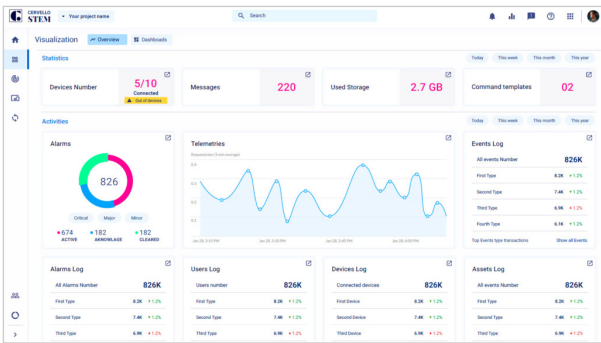 CERVELLO
STEM
Your project name
Search
Visualization
Overview
Dashboards
Statistics
Today This week This month This year
Devices Number
5/10
Connected
Out of devices
Messages
220
Used Storage
2.7 GB
Command templates
02
Activities
Today This week This month This year
Alarms
826
Critical Major Minor
674 182 182
ACTIVE AKNOWLAGE CLEARED
Telemetries
0.4
0.3
0.2
0.1
Events Log
All events Number 826K
First Type 8.2K 1.2%
Second Type 7.4K 1.2%
Third Type 6.9K 1.2%
Fourth Type 6.1K 1.2%
Top Events type transactions Show all Events
Alarms Log
All Alarms Number 826K
First Type 8.2K 1.2%
Second Type 7.4K 1.2%
Third Type 6.9K 1.2%
Users Log
Users number 826K
First Type 8.2K 1.2%
Second Type 7.4K 1.2%
Third Type 6.9K 1.2%
Devices Log
Connected devices 826K
First Device 8.2K 1.2%
Second Device 7.4K 1.2%
Third Device 6.9K 1.2%
Assets Log
All events Number 826K
First Type 8.2K 1.2%
Second Type 7.4K 1.2%
Third Type 6.9K 1.2%